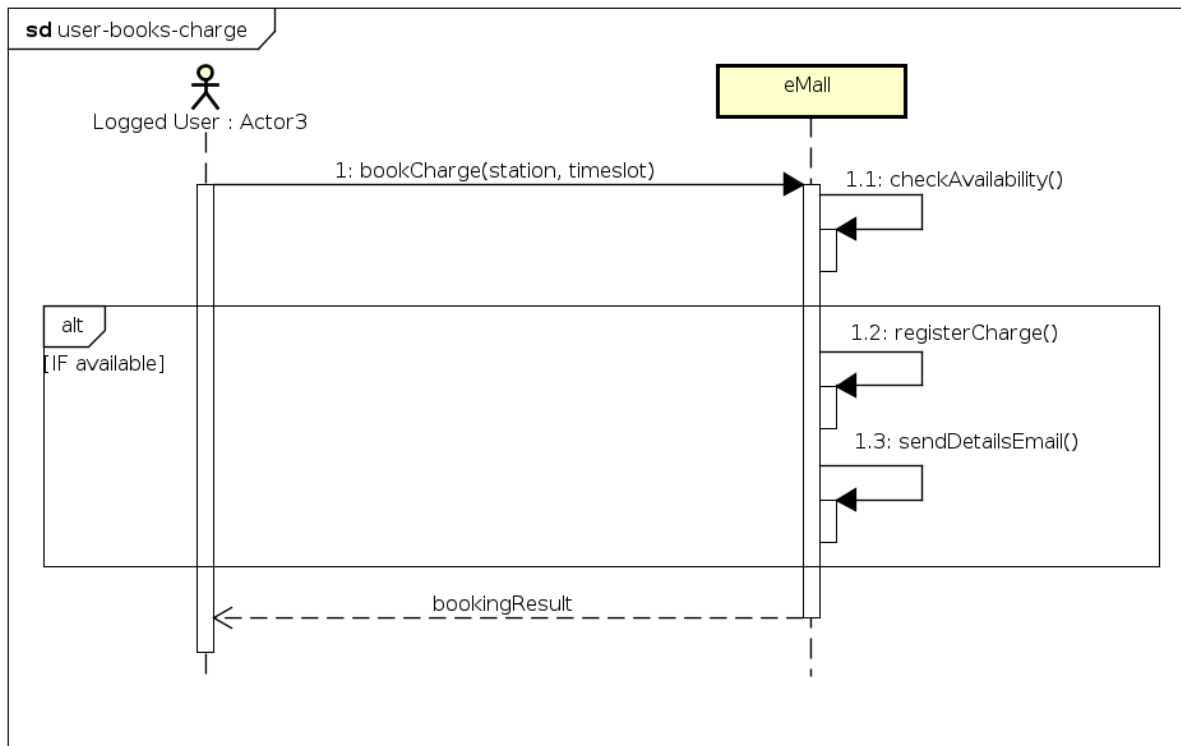 sd user-books-charge
Logged User : Actor3
eMall
1: bookCharge(station, timeslot)
1.1: checkAvailability()
alt
[IF available]
1.2: registerCharge()
1.3: sendDetailsEmail()
bookingResult